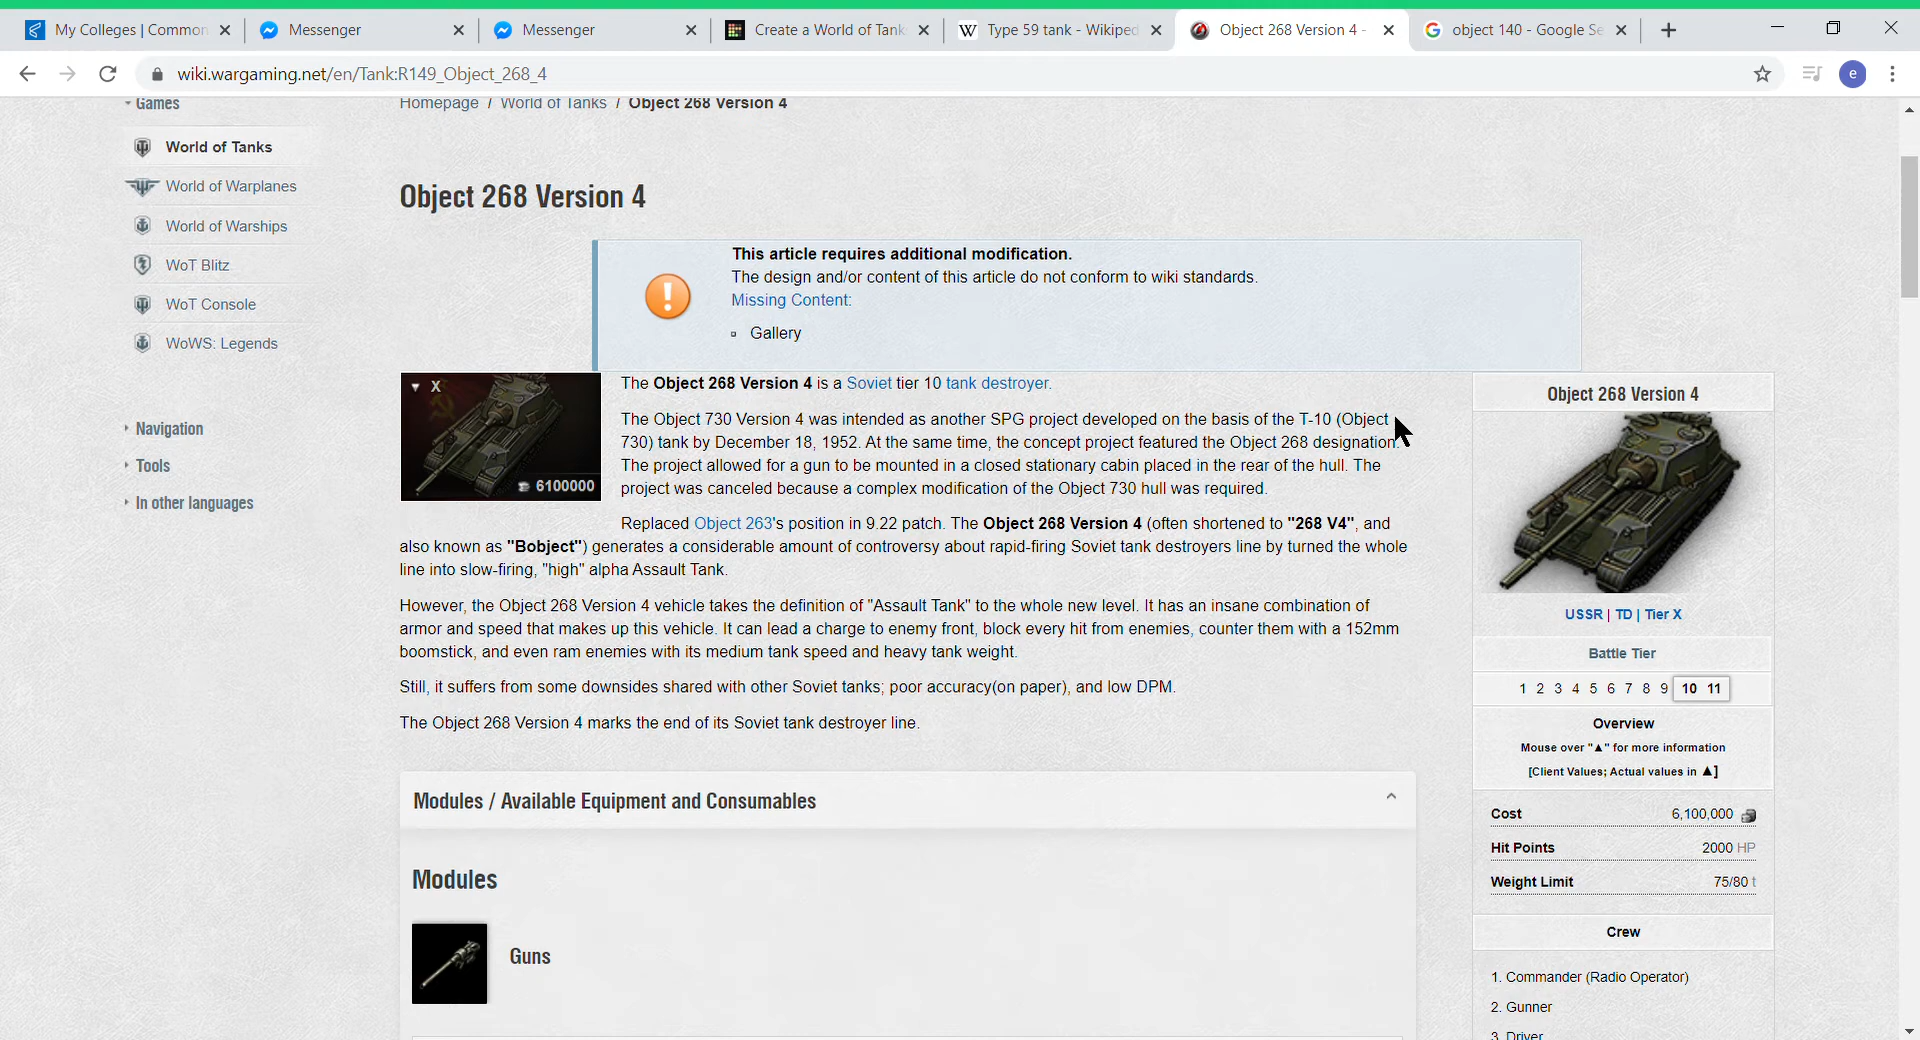 My Colleges | Common
Messenger
Messenger
Create a World of Tank
Type 59 tank - Wikiped
Object 268 Version 4 -
object 140 - Google Se
wiki.wargaming.net/en/Tank:R149_Object_268_4
e
Games
World of Tanks
World of Warplanes
World of Warships
WoT Blitz
WoT Console
WoWS: Legends
Navigation
Tools
In other languages
Homepage / World of Tanks / Object 268 Version 4
Object 268 Version 4
This article requires additional modification.
The design and/or content of this article do not conform to wiki standards.
Missing Content:
Gallery
X
6100000
The Object 268 Version 4 is a Soviet tier 10 tank destroyer.
The Object 730 Version 4 was intended as another SPG project developed on the basis of the T-10 (Object
730) tank by December 18, 1952. At the same time, the concept project featured the Object 268 designation.
The project allowed for a gun to be mounted in a closed stationary cabin placed in the rear of the hull. The
project was canceled because a complex modification of the Object 730 hull was required.
Replaced Object 263's position in 9.22 patch. The Object 268 Version 4 (often shortened to "268 V4", and
also known as "Bobject") generates a considerable amount of controversy about rapid-firing Soviet tank destroyers line by turned the whole
line into slow-firing, "high" alpha Assault Tank.
However, the Object 268 Version 4 vehicle takes the definition of "Assault Tank" to the whole new level. It has an insane combination of
armor and speed that makes up this vehicle. It can lead a charge to enemy front, block every hit from enemies, counter them with a 152mm
boomstick, and even ram enemies with its medium tank speed and heavy tank weight.
Still, it suffers from some downsides shared with other Soviet tanks; poor accuracy(on paper), and low DPM.
The Object 268 Version 4 marks the end of its Soviet tank destroyer line.
Modules / Available Equipment and Consumables
Modules
Guns
Object 268 Version 4
USSR | TD | Tier X
Battle Tier
1 2 3 4 5 6 7 8 9 10 11
Overview
Mouse over "▲" for more information
[Client Values; Actual values in ▲]
Cost 6,100,000
Hit Points 2000 HP
Weight Limit 75/80 t
Crew
1. Commander (Radio Operator)
2. Gunner
3. Driver